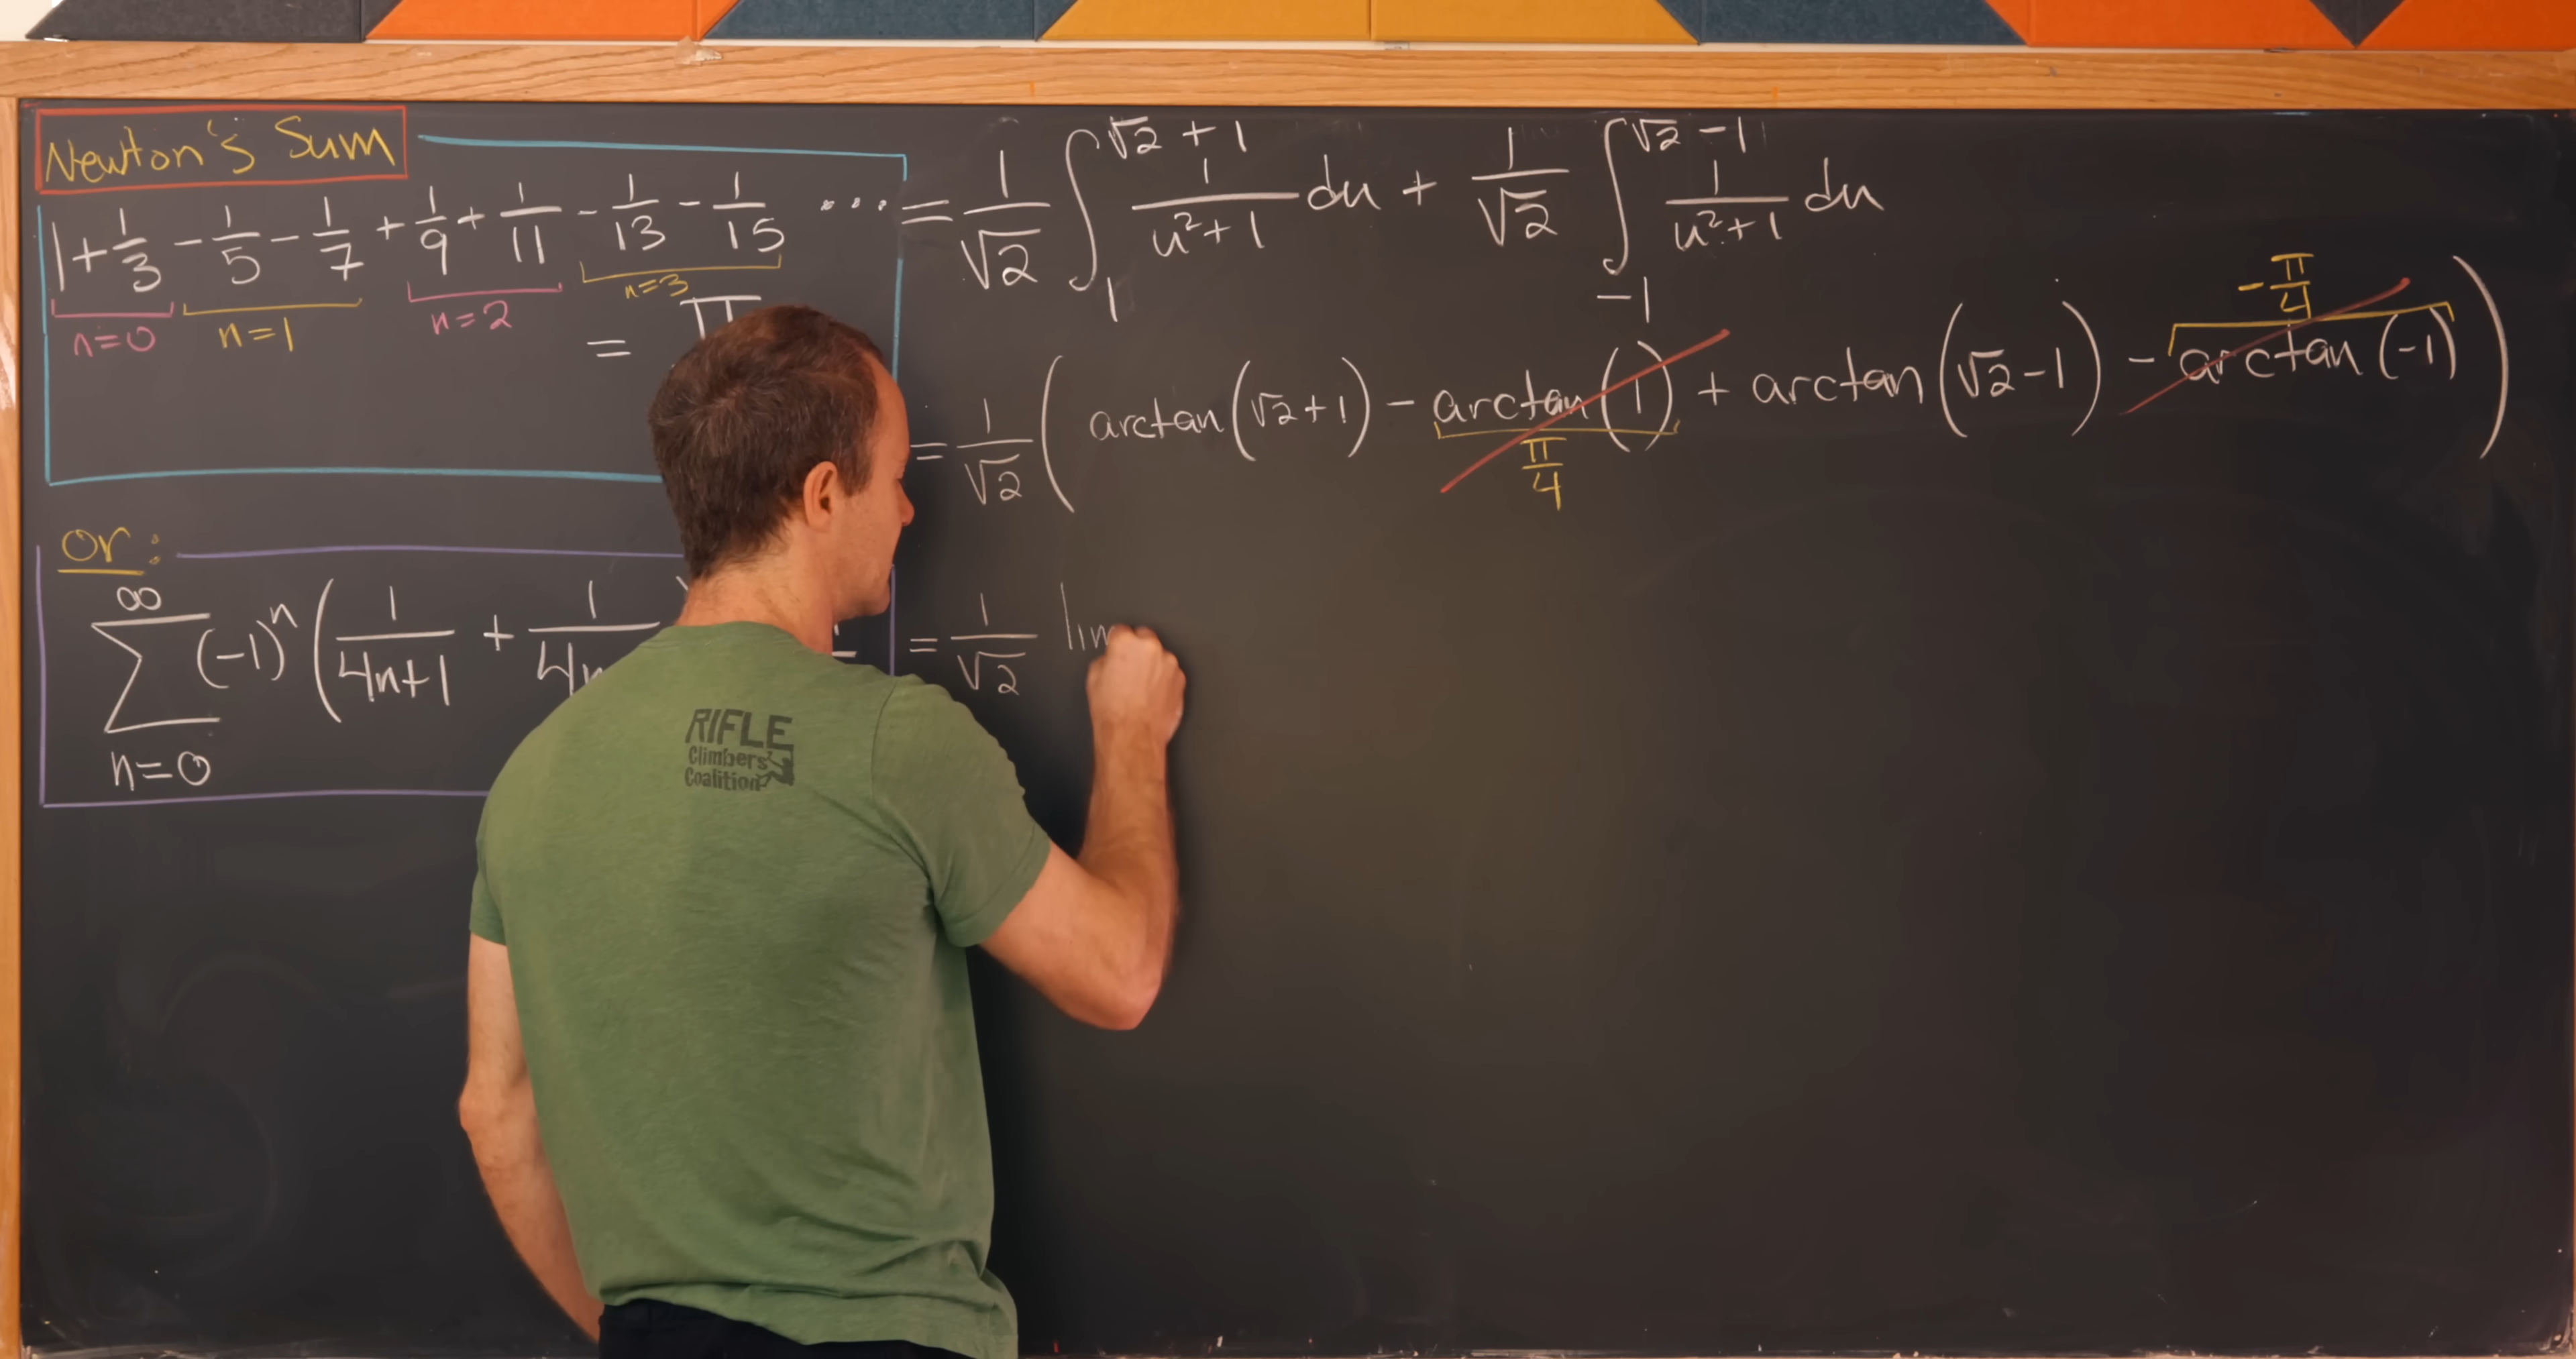 Newton's Sum
1 + 1/3 - 1/5 - 1/7 + 1/9 + 1/11 - 1/13 - 1/15 ...
n=0 n=1 n=2 n=3
= π
or:
∞
∑ (-1)^n ( 1/(4n+1) + 1/4n
n=0
= 1/√2 ∫_1^{√2+1} 1/(u²+1) du + 1/√2 ∫_{-1}^{√2-1} 1/(u²+1) du
-π/4
= 1/√2 ( arctan(√2+1) - arctan(1) + arctan(√2-1) - arctan(-1) )
π/4
= 1/√2 lim
RIFLE
Climbers
Coalition